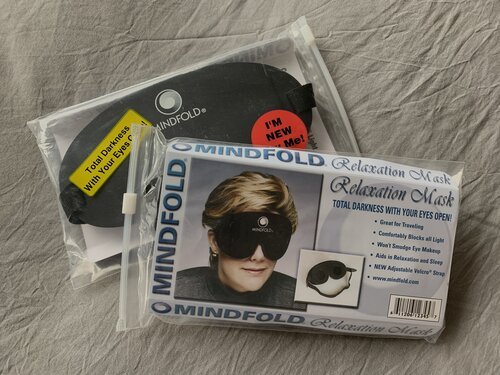 MINDFOLD®
Total Darkness
With Your Eyes
I'M
NEW
Me!
Light
MINDFOLD Relaxation Mask
MINDFOLD
Relaxation Mask
TOTAL DARKNESS WITH YOUR EYES OPEN!
• Great for Traveling
• Comfortably Blocks all Light
• Won't Smudge Eye Makeup
• Aids in Relaxation and Sleep
• NEW Adjustable Velcro® Strap
• www.mindfold.com
MINDFOLD
MINDFOLD Relaxation Mask